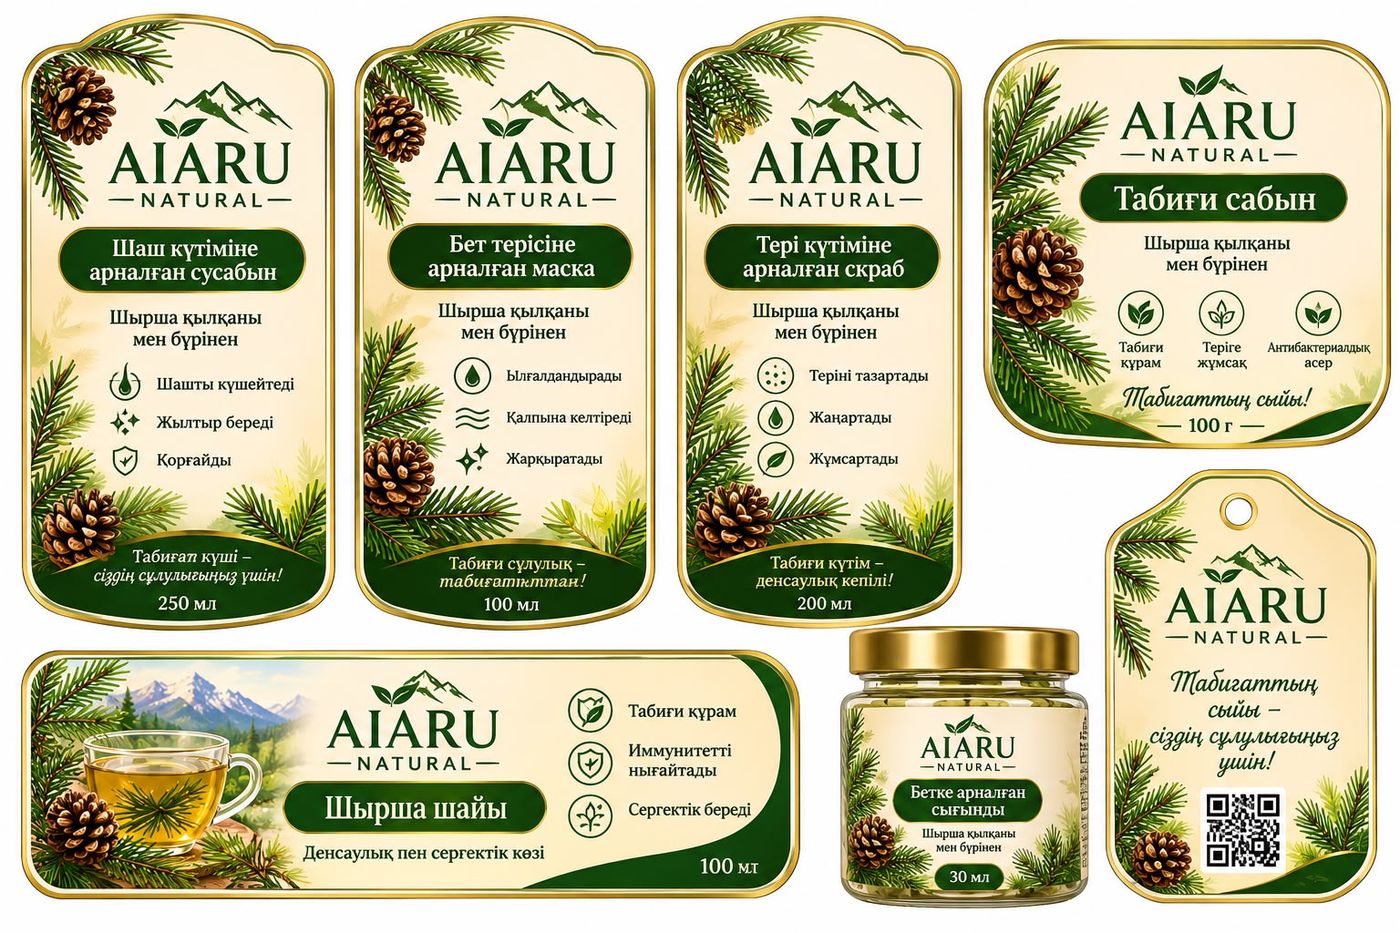 AIARU
NATURAL
Шаш күтіміне
арналған сусабын
Шырша қылқаны
мен бүрінен
Шашты күшейтеді
Жылтыр береді
Қорғайды
Табиғат күші –
сіздің сұлулығыңыз үшін!
250 мл
AIARU
NATURAL
Бет терісіне
арналған маска
Шырша қылқаны
мен бүрінен
Ылғалдандырады
Қалпына келтіреді
Жарқыратады
Табиғи сұлулық –
100 мл
AIARU
NATURAL
Тері күтіміне
арналған скраб
Шырша қылқаны
мен бүрінен
Теріні тазартады
Жаңартады
Жұмсартады
Табиғи күтім –
денсаулық кепілі!
200 мл
AIARU
NATURAL
Табиғи сабын
Шырша қылқаны
мен бүрінен
Табиғи
құрам
Теріге
жұмсақ
Антибактериалдық
асер
Табиғаттың сыйы!
— 100 г —
AIARU
NATURAL
Шырша шайы
Денсаулық пен сергектік көзі
Табиғи құрам
Иммунитетті
нығайтады
Сергектік береді
100 мл
AIARU
NATURAL
Бетке арналған
сығынды
Шырша қылқаны
мен бүрінен
30 мл
AIARU
NATURAL
Табиғаттың
сыйы –
сіздің сұлулығыңыз
үшін!